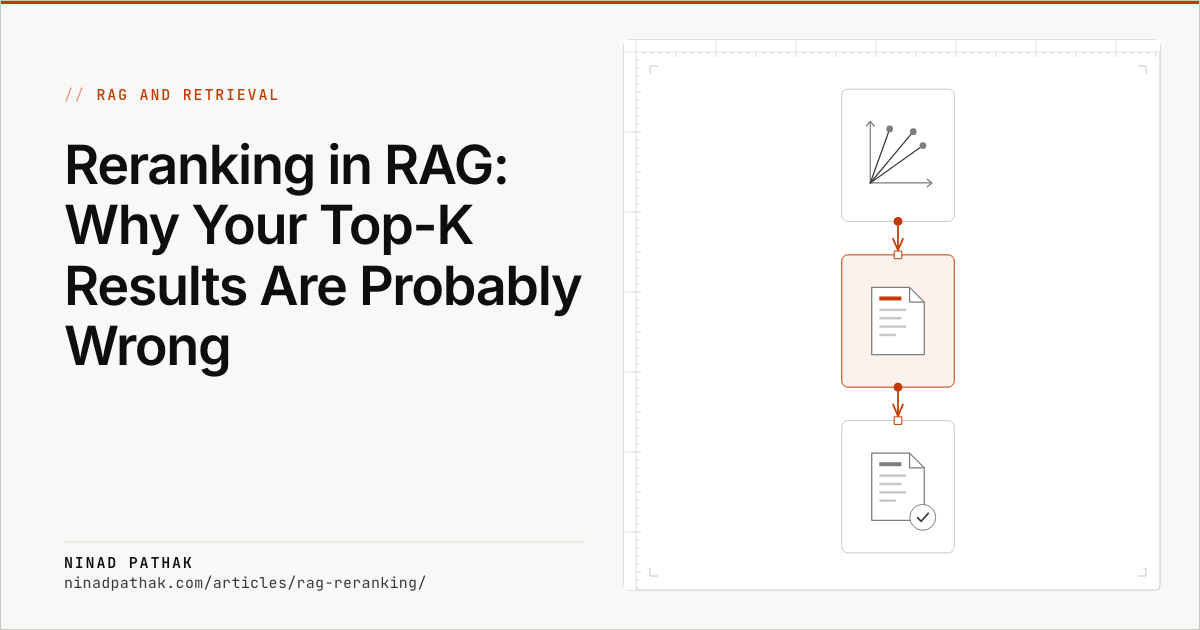 // RAG AND RETRIEVAL
Reranking in RAG:
Why Your Top-K
Results Are Probably
Wrong
NINAD PATHAK
ninadpathak.com/articles/rag-reranking/